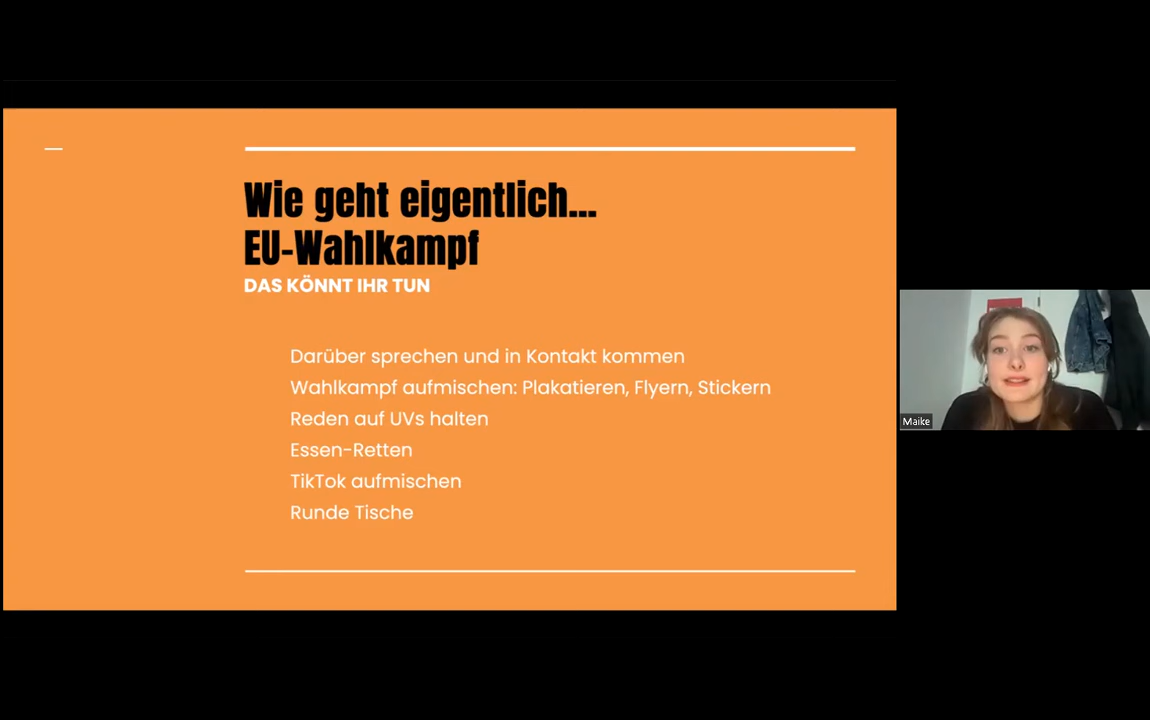 Wie geht eigentlich...
EU-Wahlkampf
DAS KÖNNT IHR TUN
Darüber sprechen und in Kontakt kommen
Wahlkampf aufmischen: Plakatieren, Flyern, Stickern
Reden auf UVs halten
Essen-Retten
TikTok aufmischen
Runde Tische
Maike